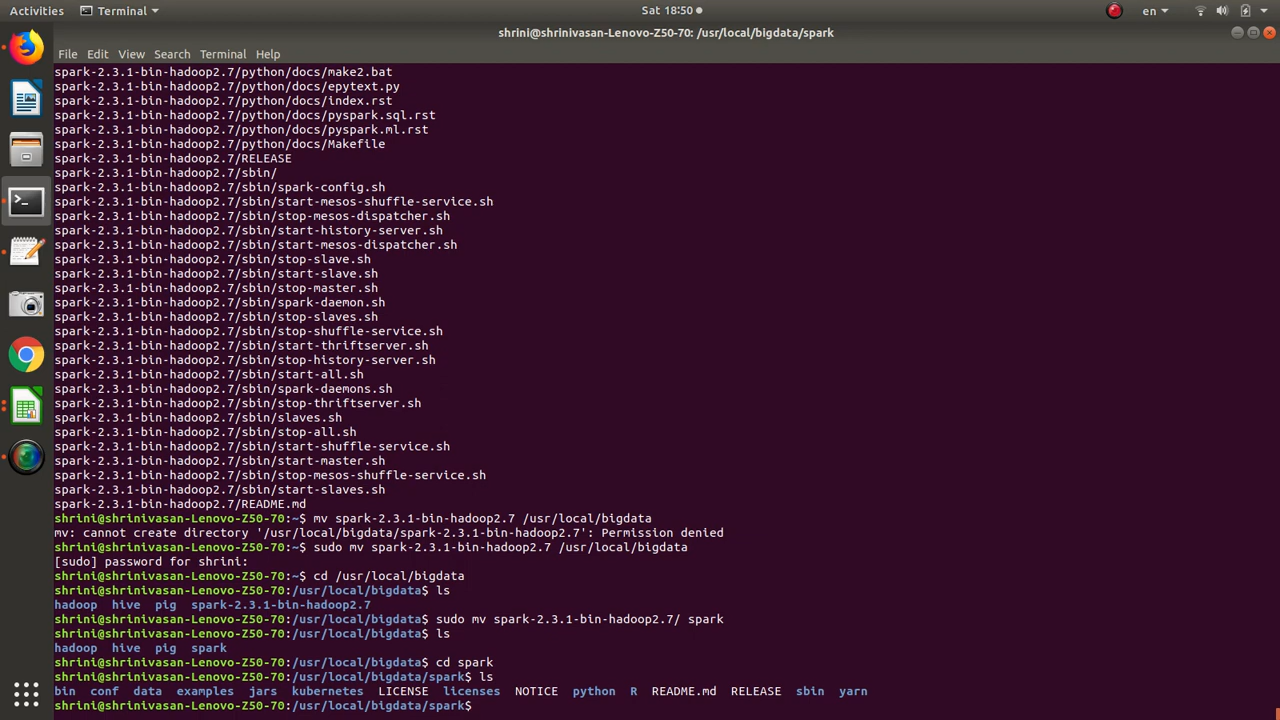 Activities
Terminal
Sat 18:50
en
shrini@shrinivasan-Lenovo-Z50-70: /usr/local/bigdata/spark
File Edit View Search Terminal Help
spark-2.3.1-bin-hadoop2.7/python/docs/make2.bat
spark-2.3.1-bin-hadoop2.7/python/docs/epytext.py
spark-2.3.1-bin-hadoop2.7/python/docs/index.rst
spark-2.3.1-bin-hadoop2.7/python/docs/pyspark.sql.rst
spark-2.3.1-bin-hadoop2.7/python/docs/pyspark.ml.rst
spark-2.3.1-bin-hadoop2.7/python/docs/Makefile
spark-2.3.1-bin-hadoop2.7/RELEASE
spark-2.3.1-bin-hadoop2.7/sbin/
spark-2.3.1-bin-hadoop2.7/sbin/spark-config.sh
spark-2.3.1-bin-hadoop2.7/sbin/start-mesos-shuffle-service.sh
spark-2.3.1-bin-hadoop2.7/sbin/stop-mesos-dispatcher.sh
spark-2.3.1-bin-hadoop2.7/sbin/start-history-server.sh
spark-2.3.1-bin-hadoop2.7/sbin/start-mesos-dispatcher.sh
spark-2.3.1-bin-hadoop2.7/sbin/stop-slave.sh
spark-2.3.1-bin-hadoop2.7/sbin/start-slave.sh
spark-2.3.1-bin-hadoop2.7/sbin/stop-master.sh
spark-2.3.1-bin-hadoop2.7/sbin/spark-daemon.sh
spark-2.3.1-bin-hadoop2.7/sbin/stop-slaves.sh
spark-2.3.1-bin-hadoop2.7/sbin/stop-shuffle-service.sh
spark-2.3.1-bin-hadoop2.7/sbin/start-thriftserver.sh
spark-2.3.1-bin-hadoop2.7/sbin/stop-history-server.sh
spark-2.3.1-bin-hadoop2.7/sbin/start-all.sh
spark-2.3.1-bin-hadoop2.7/sbin/spark-daemons.sh
spark-2.3.1-bin-hadoop2.7/sbin/stop-thriftserver.sh
spark-2.3.1-bin-hadoop2.7/sbin/slaves.sh
spark-2.3.1-bin-hadoop2.7/sbin/stop-all.sh
spark-2.3.1-bin-hadoop2.7/sbin/start-shuffle-service.sh
spark-2.3.1-bin-hadoop2.7/sbin/start-master.sh
spark-2.3.1-bin-hadoop2.7/sbin/stop-mesos-shuffle-service.sh
spark-2.3.1-bin-hadoop2.7/sbin/start-slaves.sh
spark-2.3.1-bin-hadoop2.7/README.md
shrini@shrinivasan-Lenovo-Z50-70:~$ mv spark-2.3.1-bin-hadoop2.7 /usr/local/bigdata
mv: cannot create directory '/usr/local/bigdata/spark-2.3.1-bin-hadoop2.7': Permission denied
shrini@shrinivasan-Lenovo-Z50-70:~$ sudo mv spark-2.3.1-bin-hadoop2.7 /usr/local/bigdata
[sudo] password for shrini:
shrini@shrinivasan-Lenovo-Z50-70:~$ cd /usr/local/bigdata
shrini@shrinivasan-Lenovo-Z50-70:/usr/local/bigdata$ ls
hadoop hive pig spark-2.3.1-bin-hadoop2.7
shrini@shrinivasan-Lenovo-Z50-70:/usr/local/bigdata$ sudo mv spark-2.3.1-bin-hadoop2.7/ spark
shrini@shrinivasan-Lenovo-Z50-70:/usr/local/bigdata$ ls
hadoop hive pig spark
shrini@shrinivasan-Lenovo-Z50-70:/usr/local/bigdata$ cd spark
shrini@shrinivasan-Lenovo-Z50-70:/usr/local/bigdata/spark$ ls
bin conf data examples jars kubernetes LICENSE licenses NOTICE python R README.md RELEASE sbin yarn
shrini@shrinivasan-Lenovo-Z50-70:/usr/local/bigdata/spark$